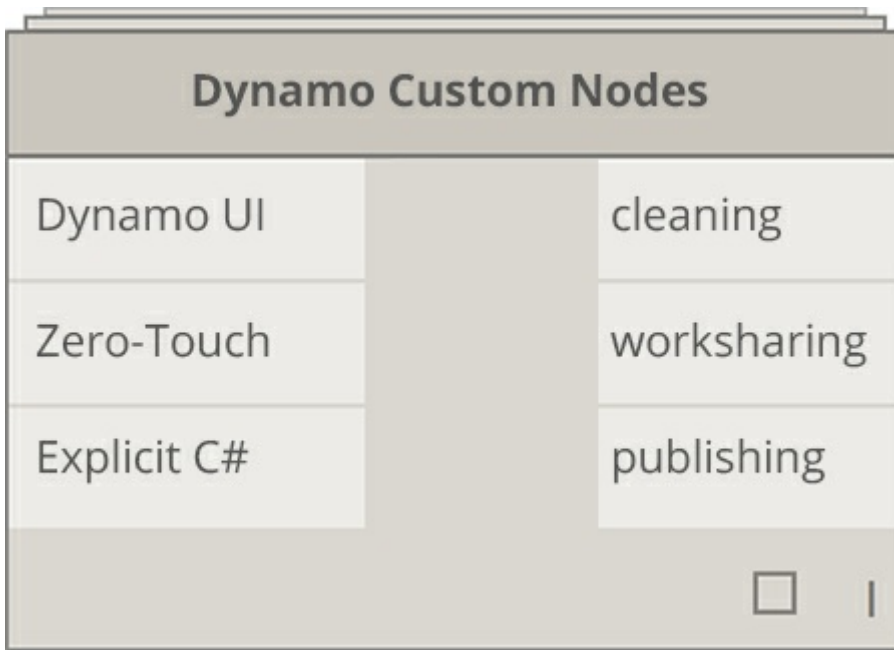 Dynamo Custom Nodes
Dynamo UI cleaning
Zero-Touch worksharing
Explicit C# publishing
|